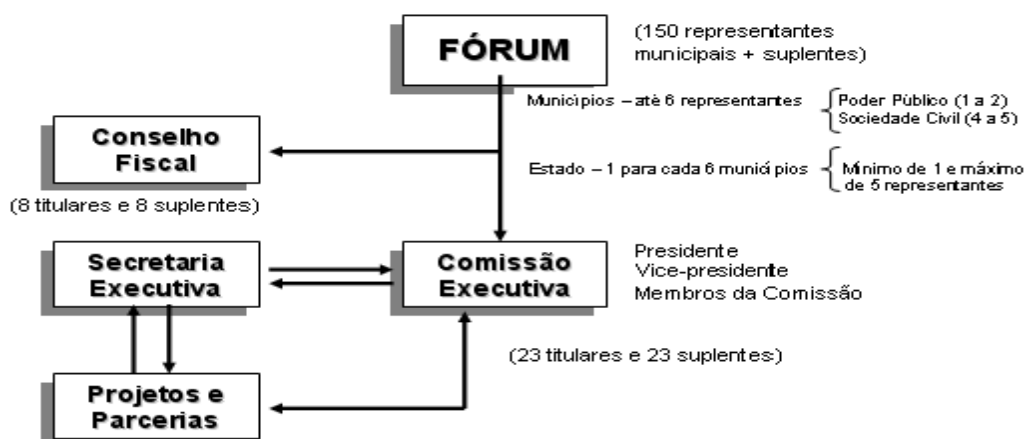 FÓRUM
(150 representantes
municipais + suplentes)
Municípios – até 6 representantes
Poder Público (1 a 2)
Sociedade Civil (4 a 5)
Conselho
Fiscal
(8 titulares e 8 suplentes)
Estado – 1 para cada 6 municípios
Mínimo de 1 e máximo
de 5 representantes
Secretaria
Executiva
Comissão
Executiva
Presidente
Vice-presidente
Membros da Comissão
(23 titulares e 23 suplentes)
Projetos e
Parcerias